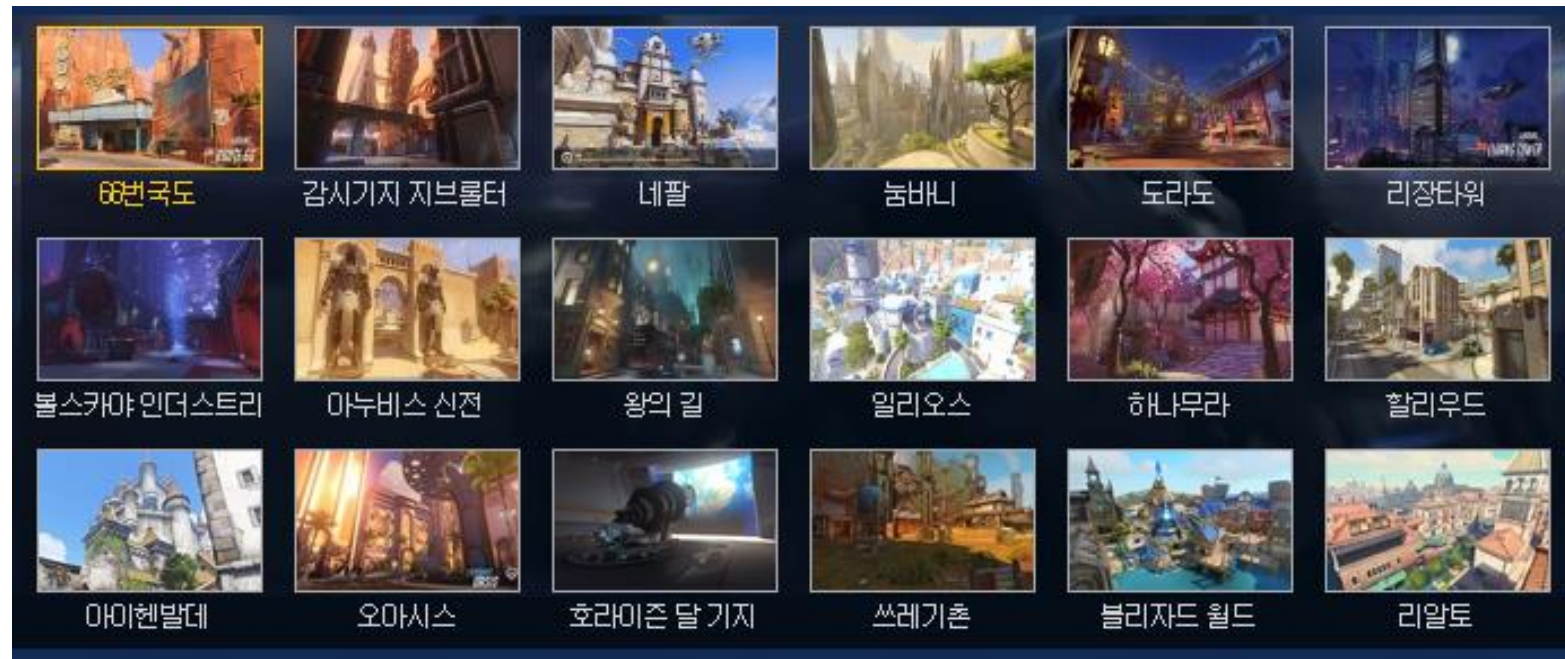 66번국도
감시기지 지브롤터
네팔
눔바니
도라도
LIJIANG TOWER
리장타워
볼스카야 인더스트리
아누비스 신전
왕의 길
일리오스
하나무라
할리우드
아이헨발데
오아시스
호라이즌 달 기지
쓰레기촌
블리자드 월드
리알토